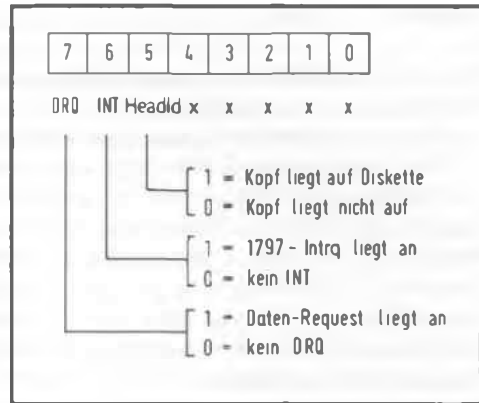 7 6 5 4 3 2 1 0
DRQ INT Headld x x x x x
1 = Kopf liegt auf Diskette
0 = Kopf liegt nicht auf
1 = 1797-Intrq liegt an
0 = kein INT
1 = Daten-Request liegt an
0 = kein DRQ